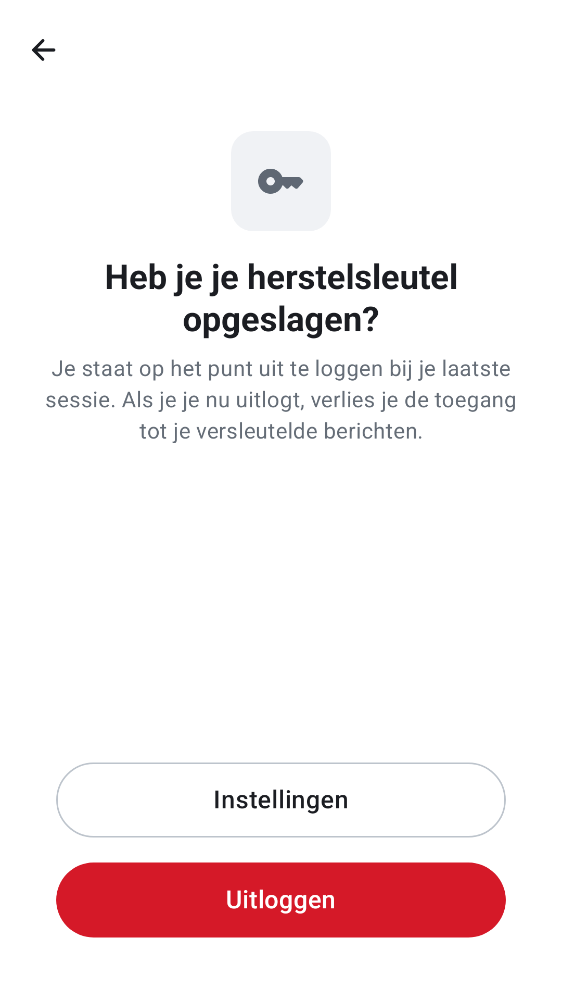 Heb je je herstelsleutel
opgeslagen?
Je staat op het punt uit te loggen bij je laatste
sessie. Als je je nu uitlogt, verlies je de toegang
tot je versleutelde berichten.
Instellingen
Uitloggen